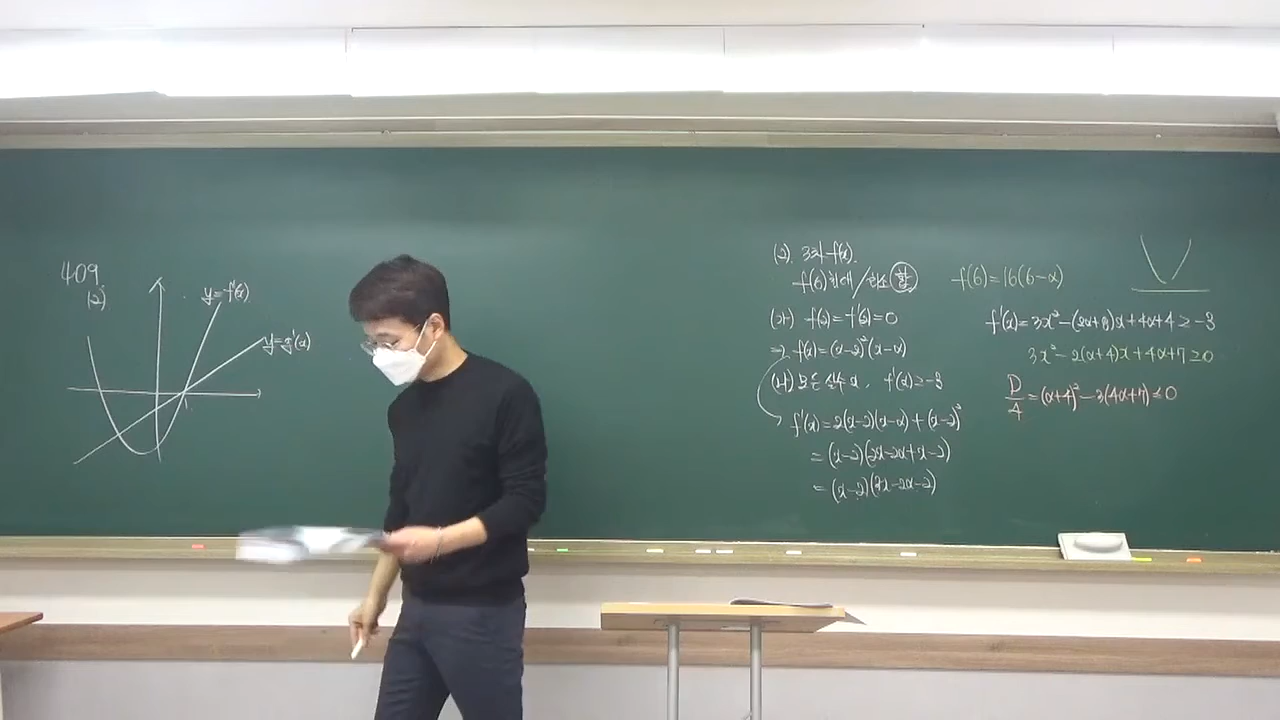 409.
(2)
y=f'(x)
y=g'(x)
(2). 3차 f(x).
f(6) 최대/최소 합
(가) f(2)=f'(2)=0
⇒ f(x)=(x-2)²(x-α)
(나) 모든 실수 x, f'(x)≥-3
f'(x)=2(x-2)(x-α)+(x-2)²
=(x-2)(2x-2α+x-2)
=(x-2)(3x-2α-2)
f(6)=16(6-α)
f'(x)=3x²-(2α+8)x+4α+4≥-3
3x²-2(α+4)x+4α+7≥0
D/4=(α+4)²-3(4α+7)≤0